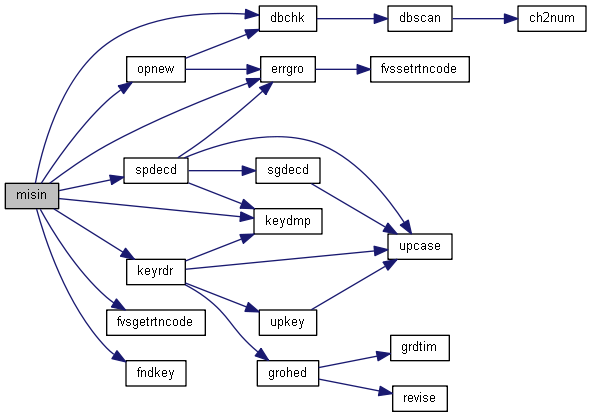 dbchk
dbscan
ch2num
opnew
errgro
fvssetrtncode
spdecd
sgdecd
misin
keydmp
upcase
keyrdr
fvsgetrtncode
upkey
grdtim
fndkey
grohed
revise